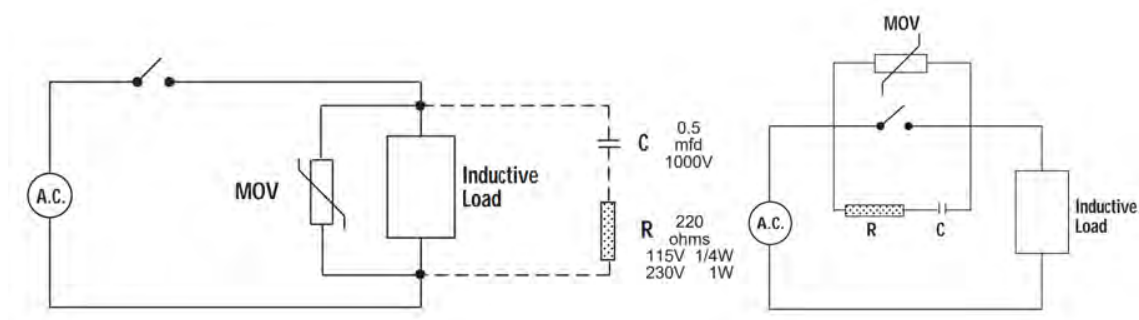 A.C.
MOV
Inductive
Load
C
0.5
mfd
1000V
R
220
ohms
115V 1/4W
230V 1W
MOV
A.C.
R
C
Inductive
Load